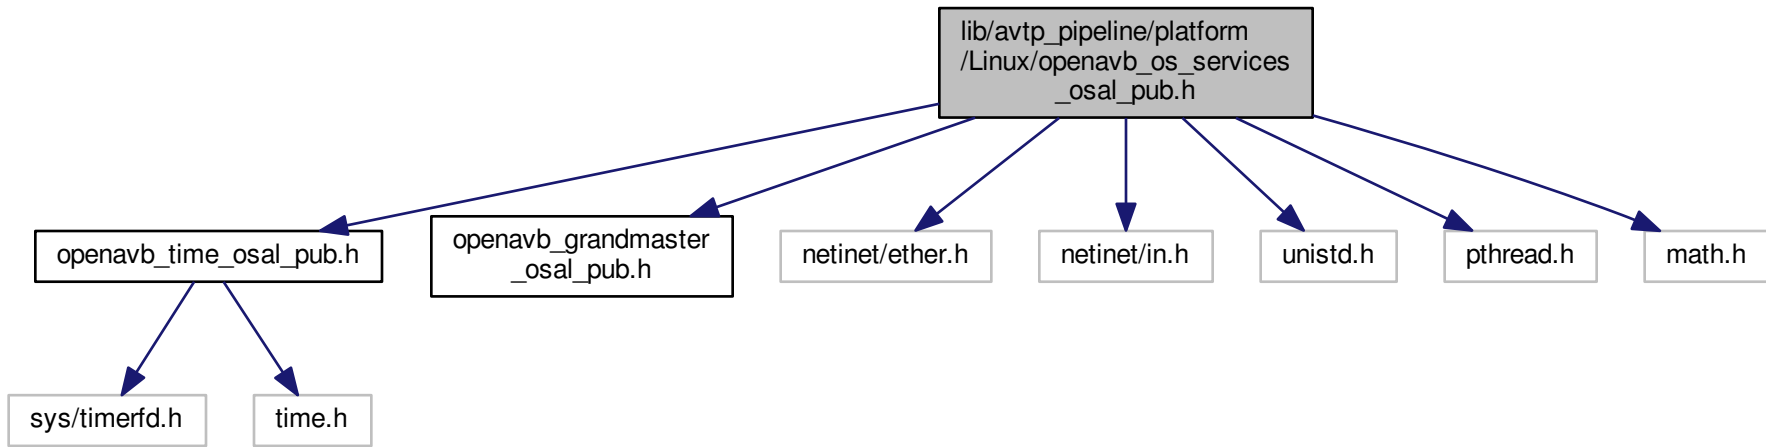 lib/avtp_pipeline/platform
/Linux/openavb_os_services
_osal_pub.h
openavb_time_osal_pub.h
openavb_grandmaster
_osal_pub.h
netinet/ether.h
netinet/in.h
unistd.h
pthread.h
math.h
sys/timerfd.h
time.h